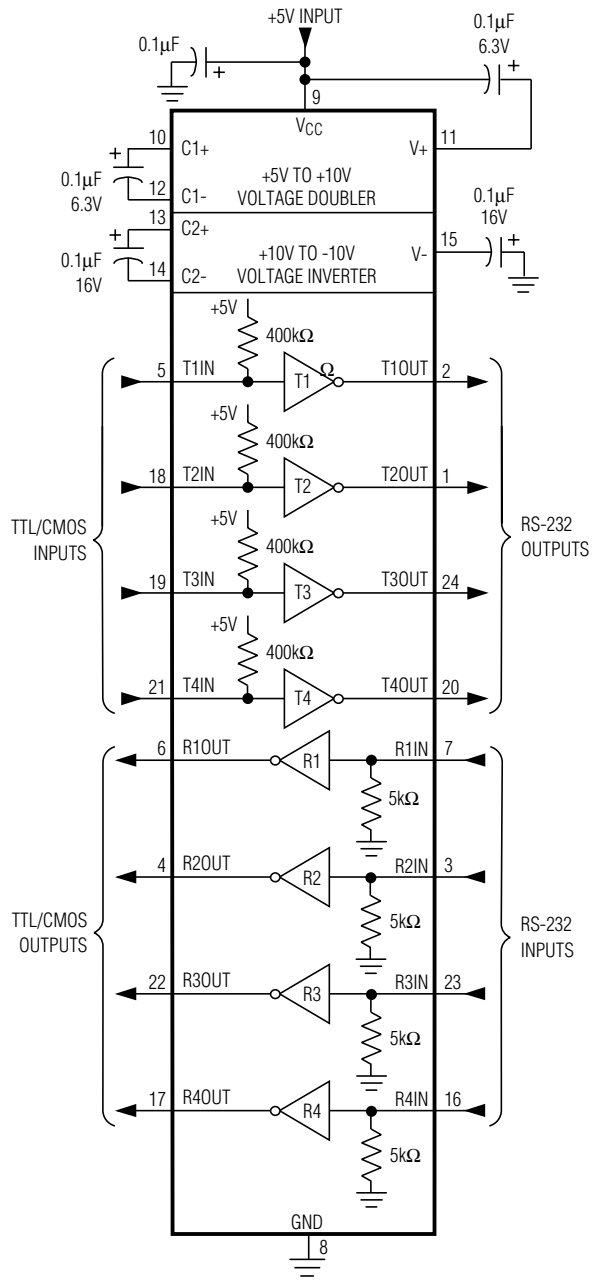 +5V INPUT
0.1µF
+
0.1µF
6.3V
+
9
VCC
10
C1+
V+
11
+
0.1µF
6.3V
12
C1-
+5V TO +10V
VOLTAGE DOUBLER
13
C2+
+
0.1µF
16V
14
C2-
+10V TO -10V
VOLTAGE INVERTER
V-
15
0.1µF
16V
+
+5V
400kΩ
5
T1IN
T1
Ω
T1OUT
2
+5V
400kΩ
18
T2IN
T2
T2OUT
1
TTL/CMOS
INPUTS
RS-232
OUTPUTS
+5V
400kΩ
19
T3IN
T3
T3OUT
24
+5V
400kΩ
21
T4IN
T4
T4OUT
20
6
R1OUT
R1
R1IN
7
5kΩ
4
R2OUT
R2
R2IN
3
5kΩ
TTL/CMOS
OUTPUTS
RS-232
INPUTS
22
R3OUT
R3
R3IN
23
5kΩ
17
R4OUT
R4
R4IN
16
5kΩ
GND
8